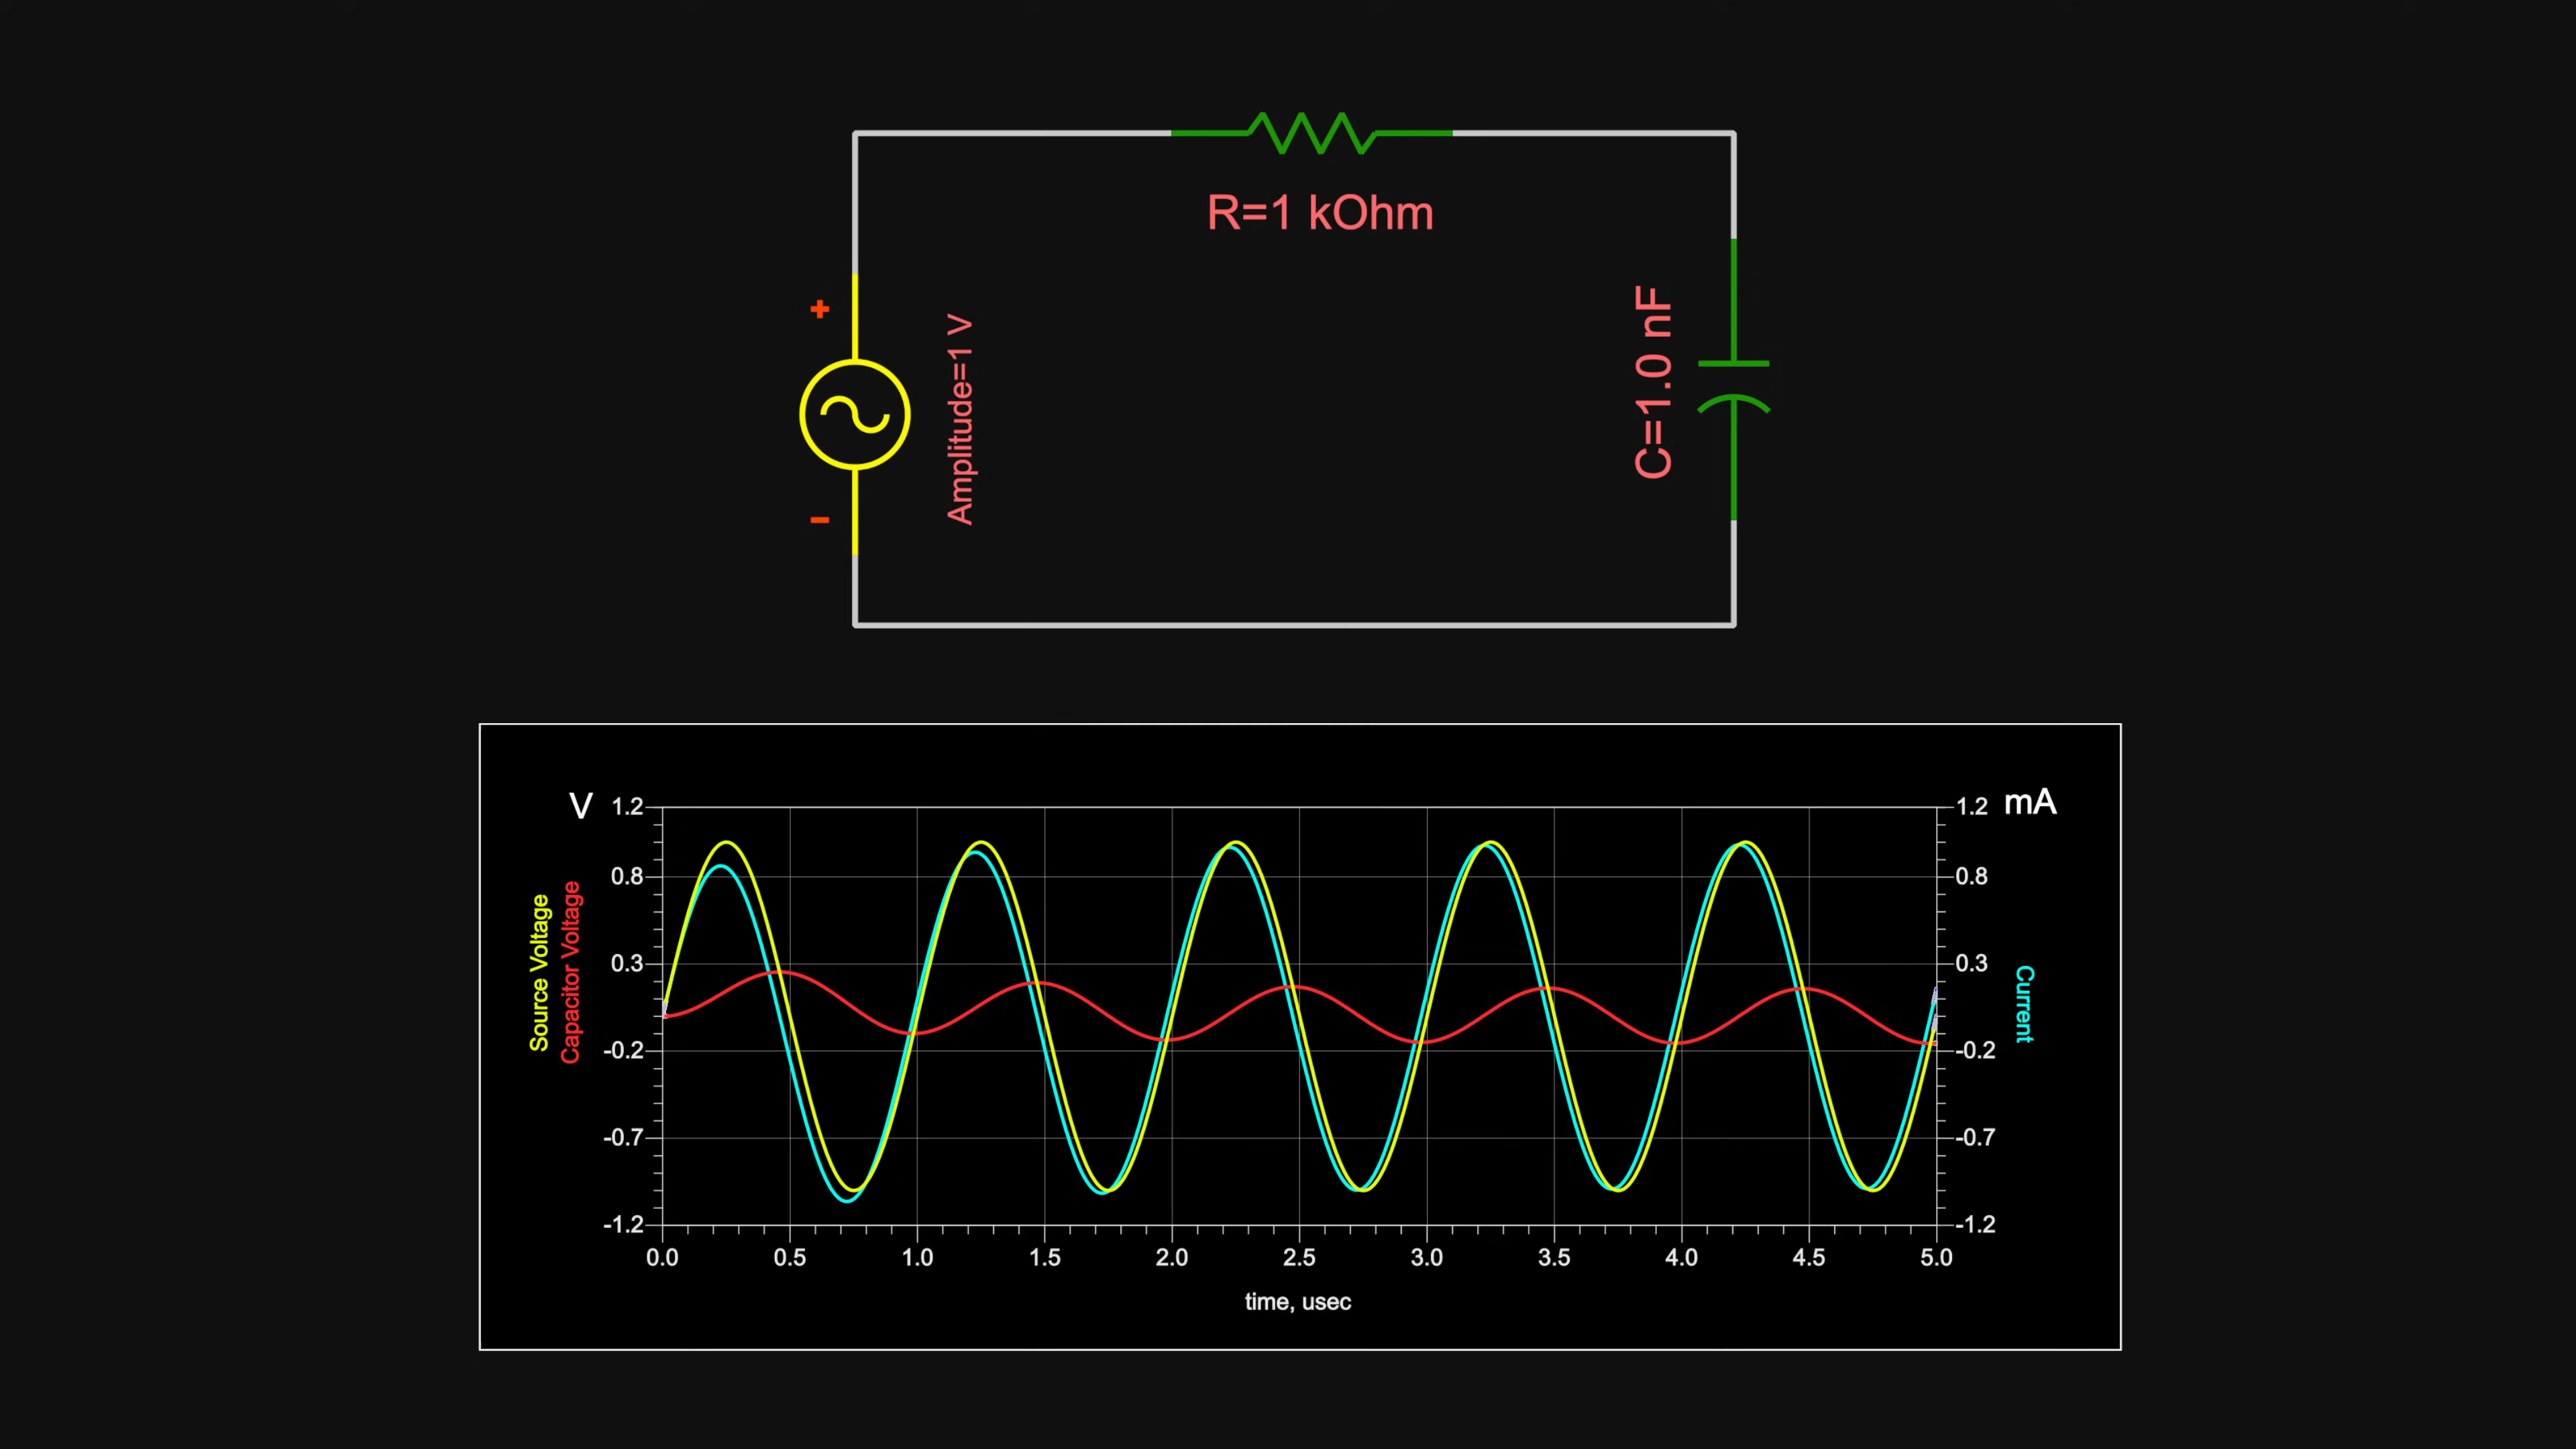 R=1 kOhm
+
-
Amplitude=1 V
C=1.0 nF
V
mA
Source Voltage
Capacitor Voltage
1.2
0.8
0.3
-0.2
-0.7
-1.2
1.2
0.8
0.3
-0.2
-0.7
-1.2
Current
0.0 0.5 1.0 1.5 2.0 2.5 3.0 3.5 4.0 4.5 5.0
time, usec